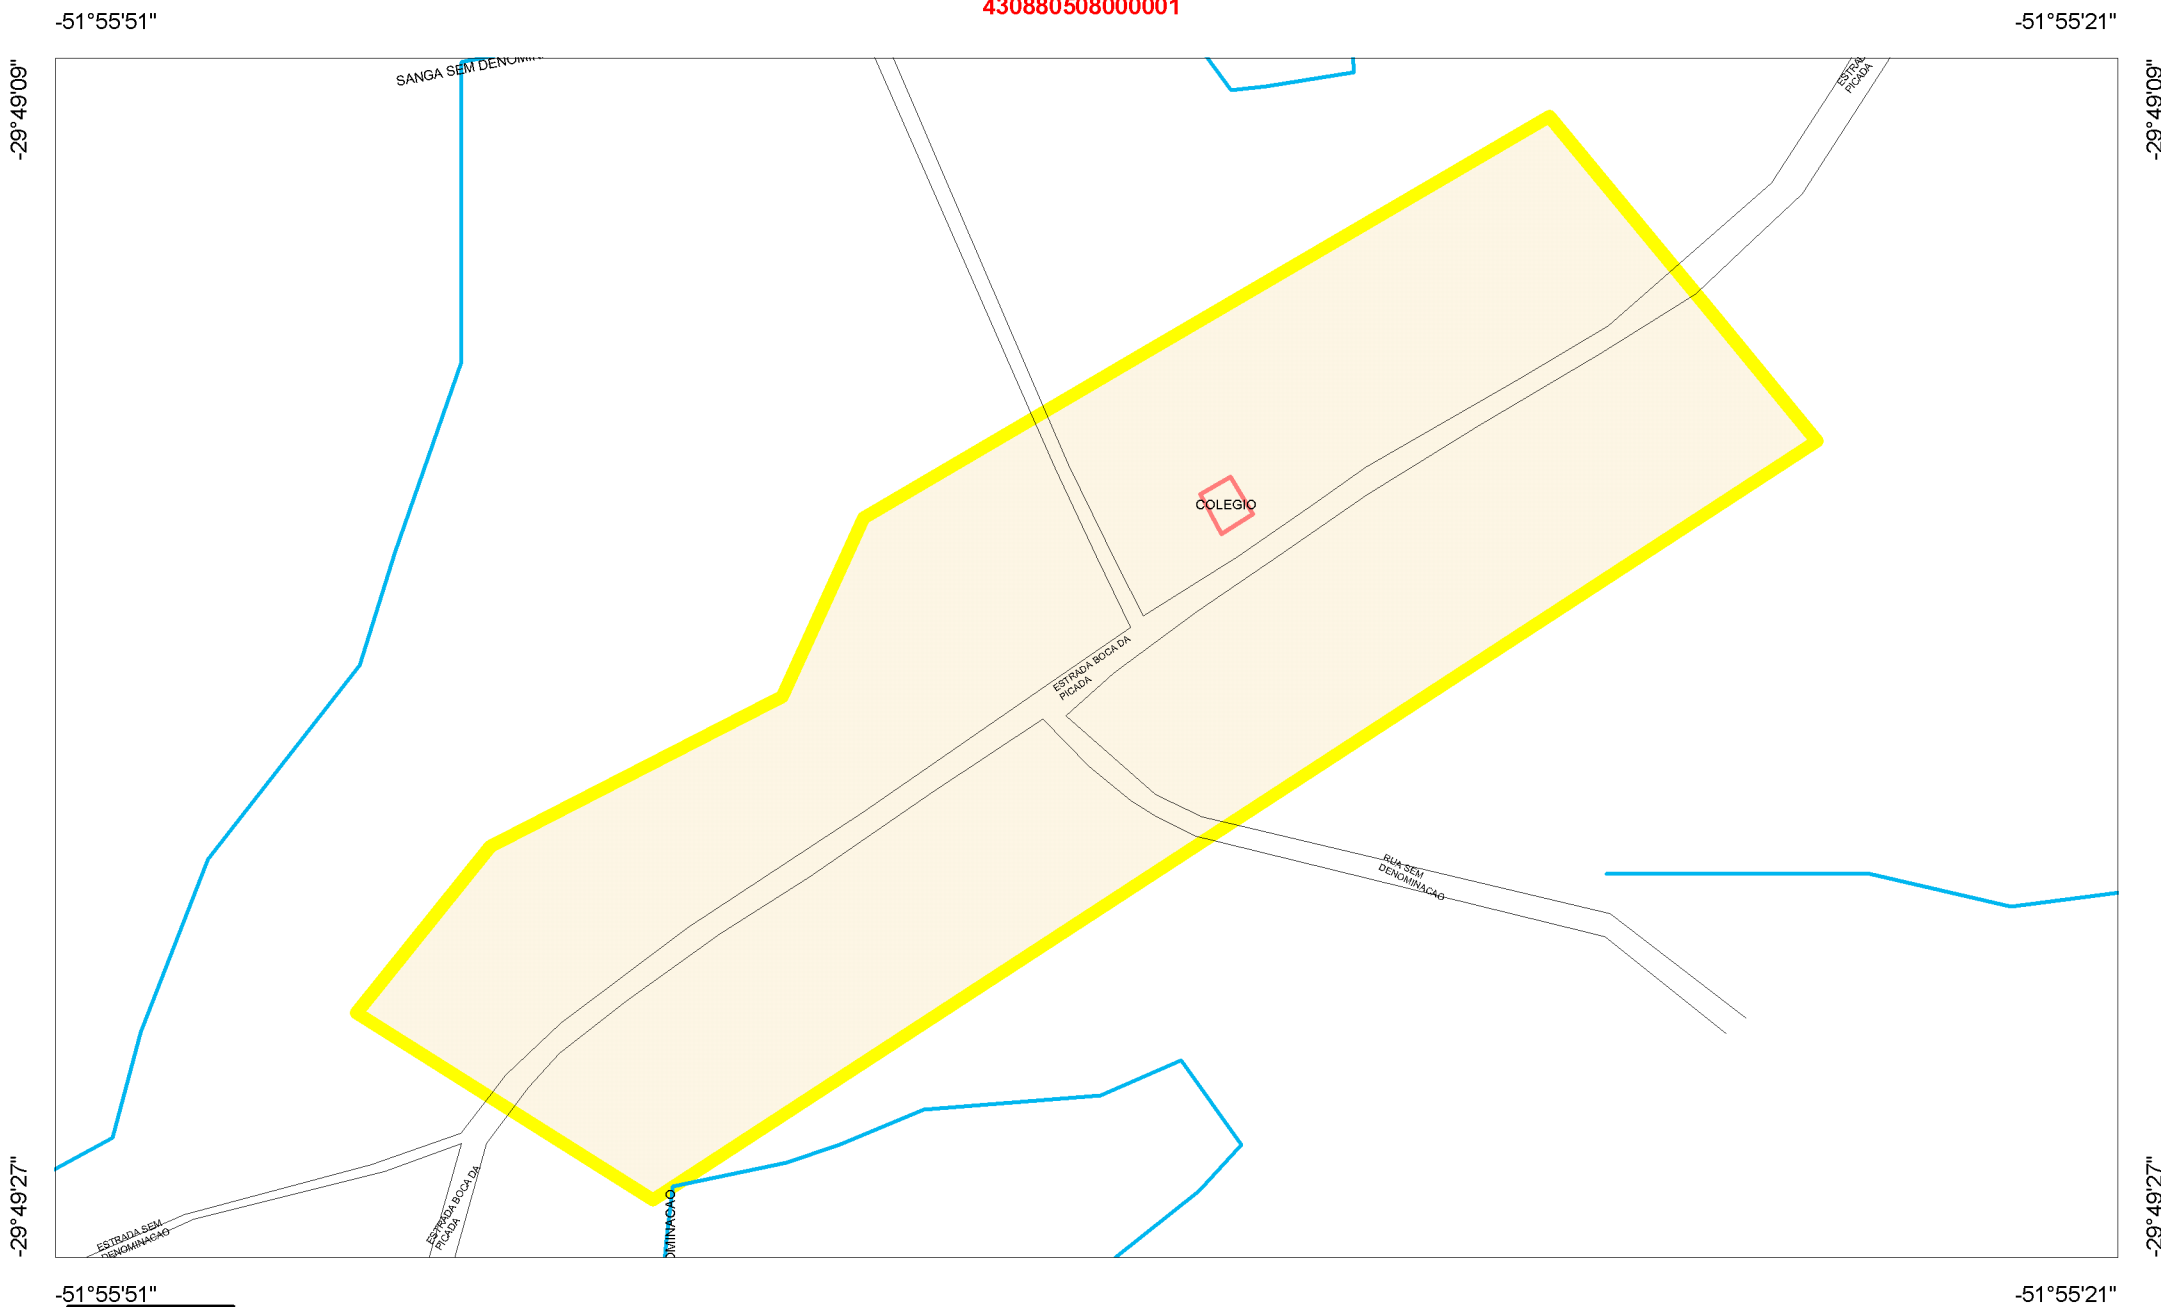 430880508000001
-51°55'51"
-51°55'21"
-29°49'09"
-29°49'09"
SANGA SEM
PICADA
COLEGIO
ESTRADA BOCA DA
PICADA
RUA SEM
DENOMINACAO
ESTRADA SEM
DENOMINACAO
ESTRADA BOCA DA
PICADA
-29°49'27"
-29°49'27"
-51°55'51"
-51°55'21"